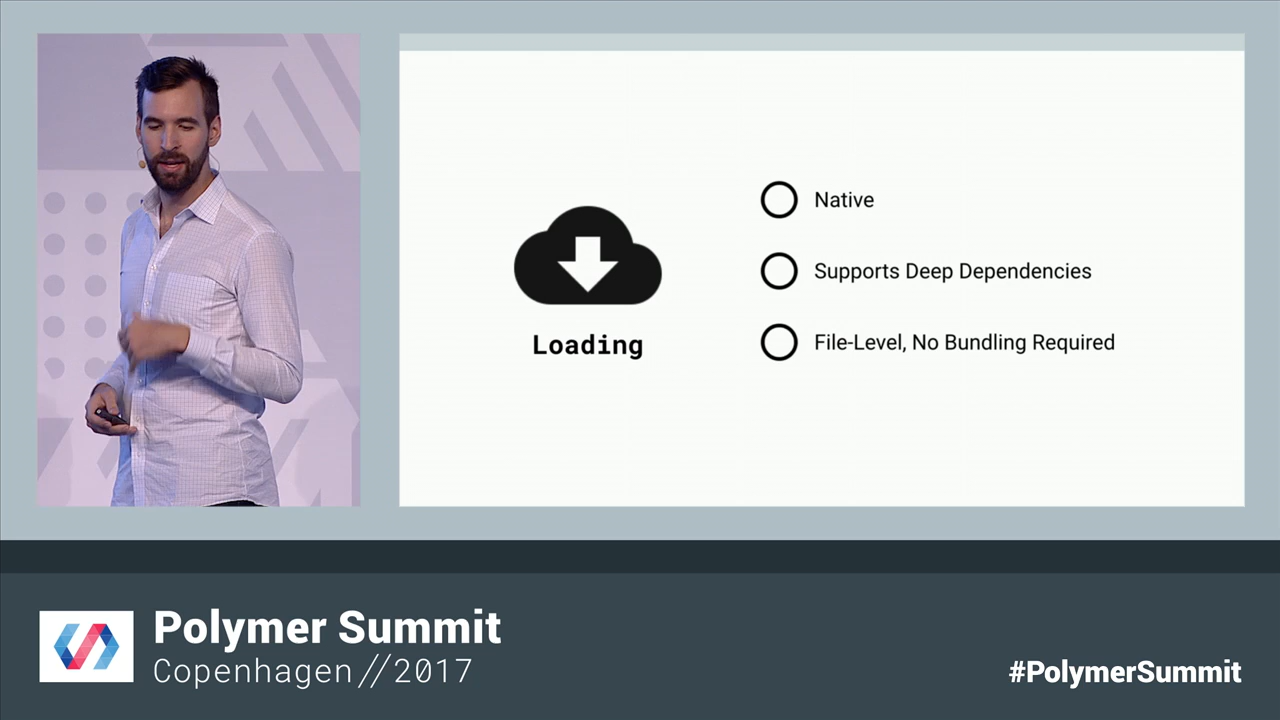 Native
Supports Deep Dependencies
File-Level, No Bundling Required
Loading
Polymer Summit
Copenhagen //2017
#PolymerSummit